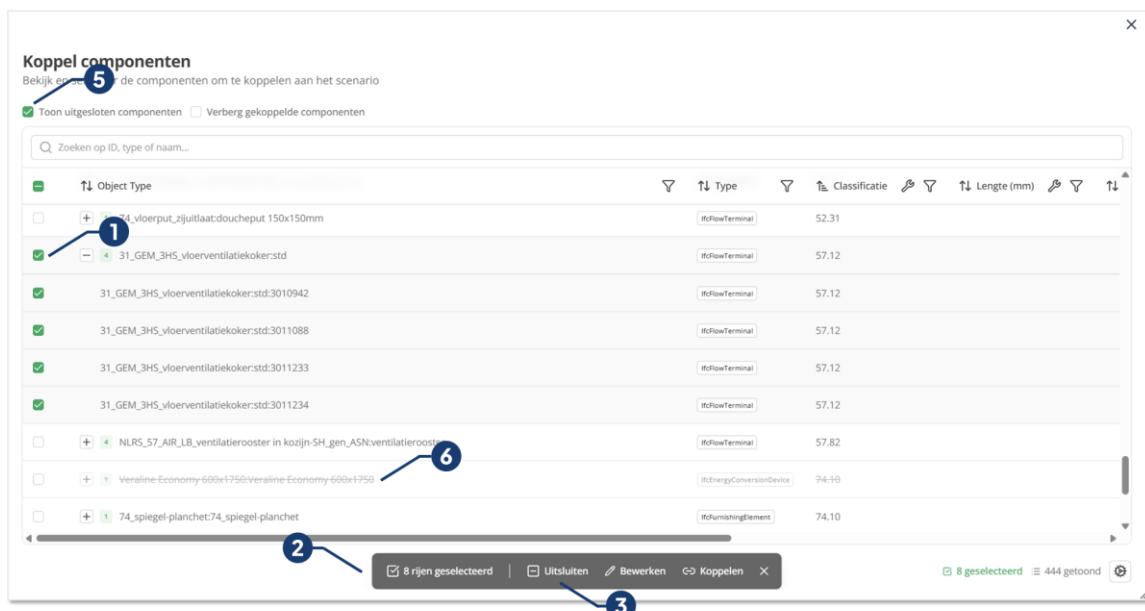 Koppel componenten
Bekijk en de componenten om te koppelen aan het scenario
5
Toon uitgesloten componenten Verberg gekoppelde componenten
Zoeken op ID, type of naam...
Object Type Type Classificatie Lengte (mm)
74_vloerput_zijuitlaat:doucheput 150x150mm IfcFlowTerminal 52.31
1
4 31_GEM_3HS_vloerventilatiekoker:std IfcFlowTerminal 57.12
31_GEM_3HS_vloerventilatiekoker:std:3010942 IfcFlowTerminal 57.12
31_GEM_3HS_vloerventilatiekoker:std:3011088 IfcFlowTerminal 57.12
31_GEM_3HS_vloerventilatiekoker:std:3011233 IfcFlowTerminal 57.12
31_GEM_3HS_vloerventilatiekoker:std:3011234 IfcFlowTerminal 57.12
4 NLRS_57_AIR_LB_ventilatierooster in kozijn-SH_gen_ASN:ventilatierooster IfcFlowTerminal 57.82
6
1 Veraline Economy 600x1750:Veraline Economy 600x1750 IfcEnergyConversionDevice 74.10
1 74_spiegel-planchet:74_spiegel-planchet IfcFurnishingElement 74.10
2
8 rijen geselecteerd Uitsluiten Bewerken Koppelen 8 geselecteerd 444 getoond
3